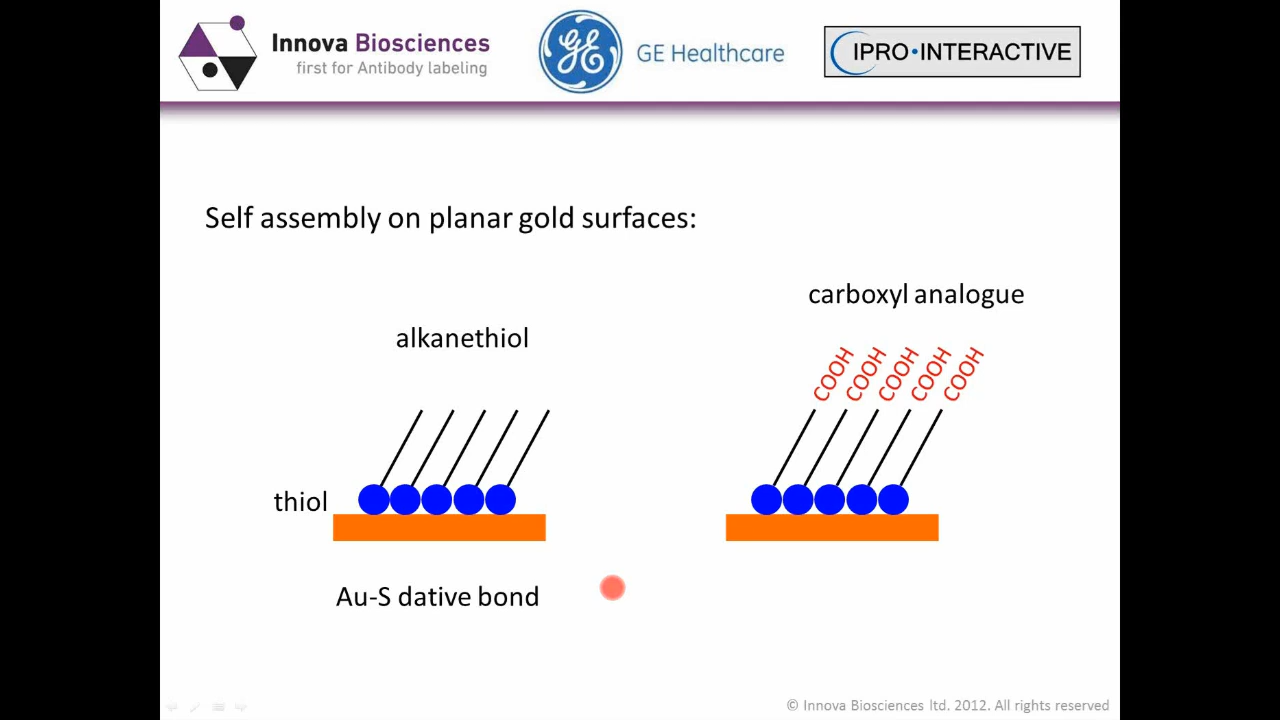 Innova Biosciences
first for Antibody labeling
GE
GE Healthcare
IPRO•INTERACTIVE
Self assembly on planar gold surfaces:
carboxyl analogue
alkanethiol
COOH COOH COOH COOH COOH
thiol
Au-S dative bond
© Innova Biosciences ltd. 2012. All rights reserved